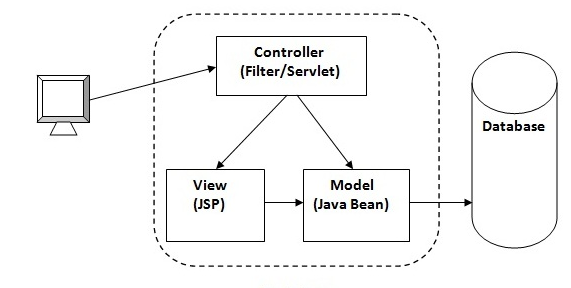 Controller
(Filter/Servlet)
Database
View
(JSP)
Model
(Java Bean)